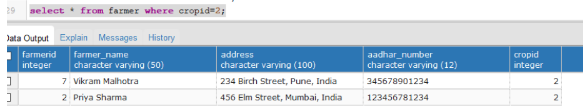 29 select * from farmer where cropid=2;
Data Output Explain Messages History
farmerid farmer_name address aadhar_number cropid
integer character varying (50) character varying (100) character varying (12) integer
7 Vikram Malhotra 234 Birch Street, Pune, India 345678901234 2
2 Priya Sharma 456 Elm Street, Mumbai, India 123456781234 2